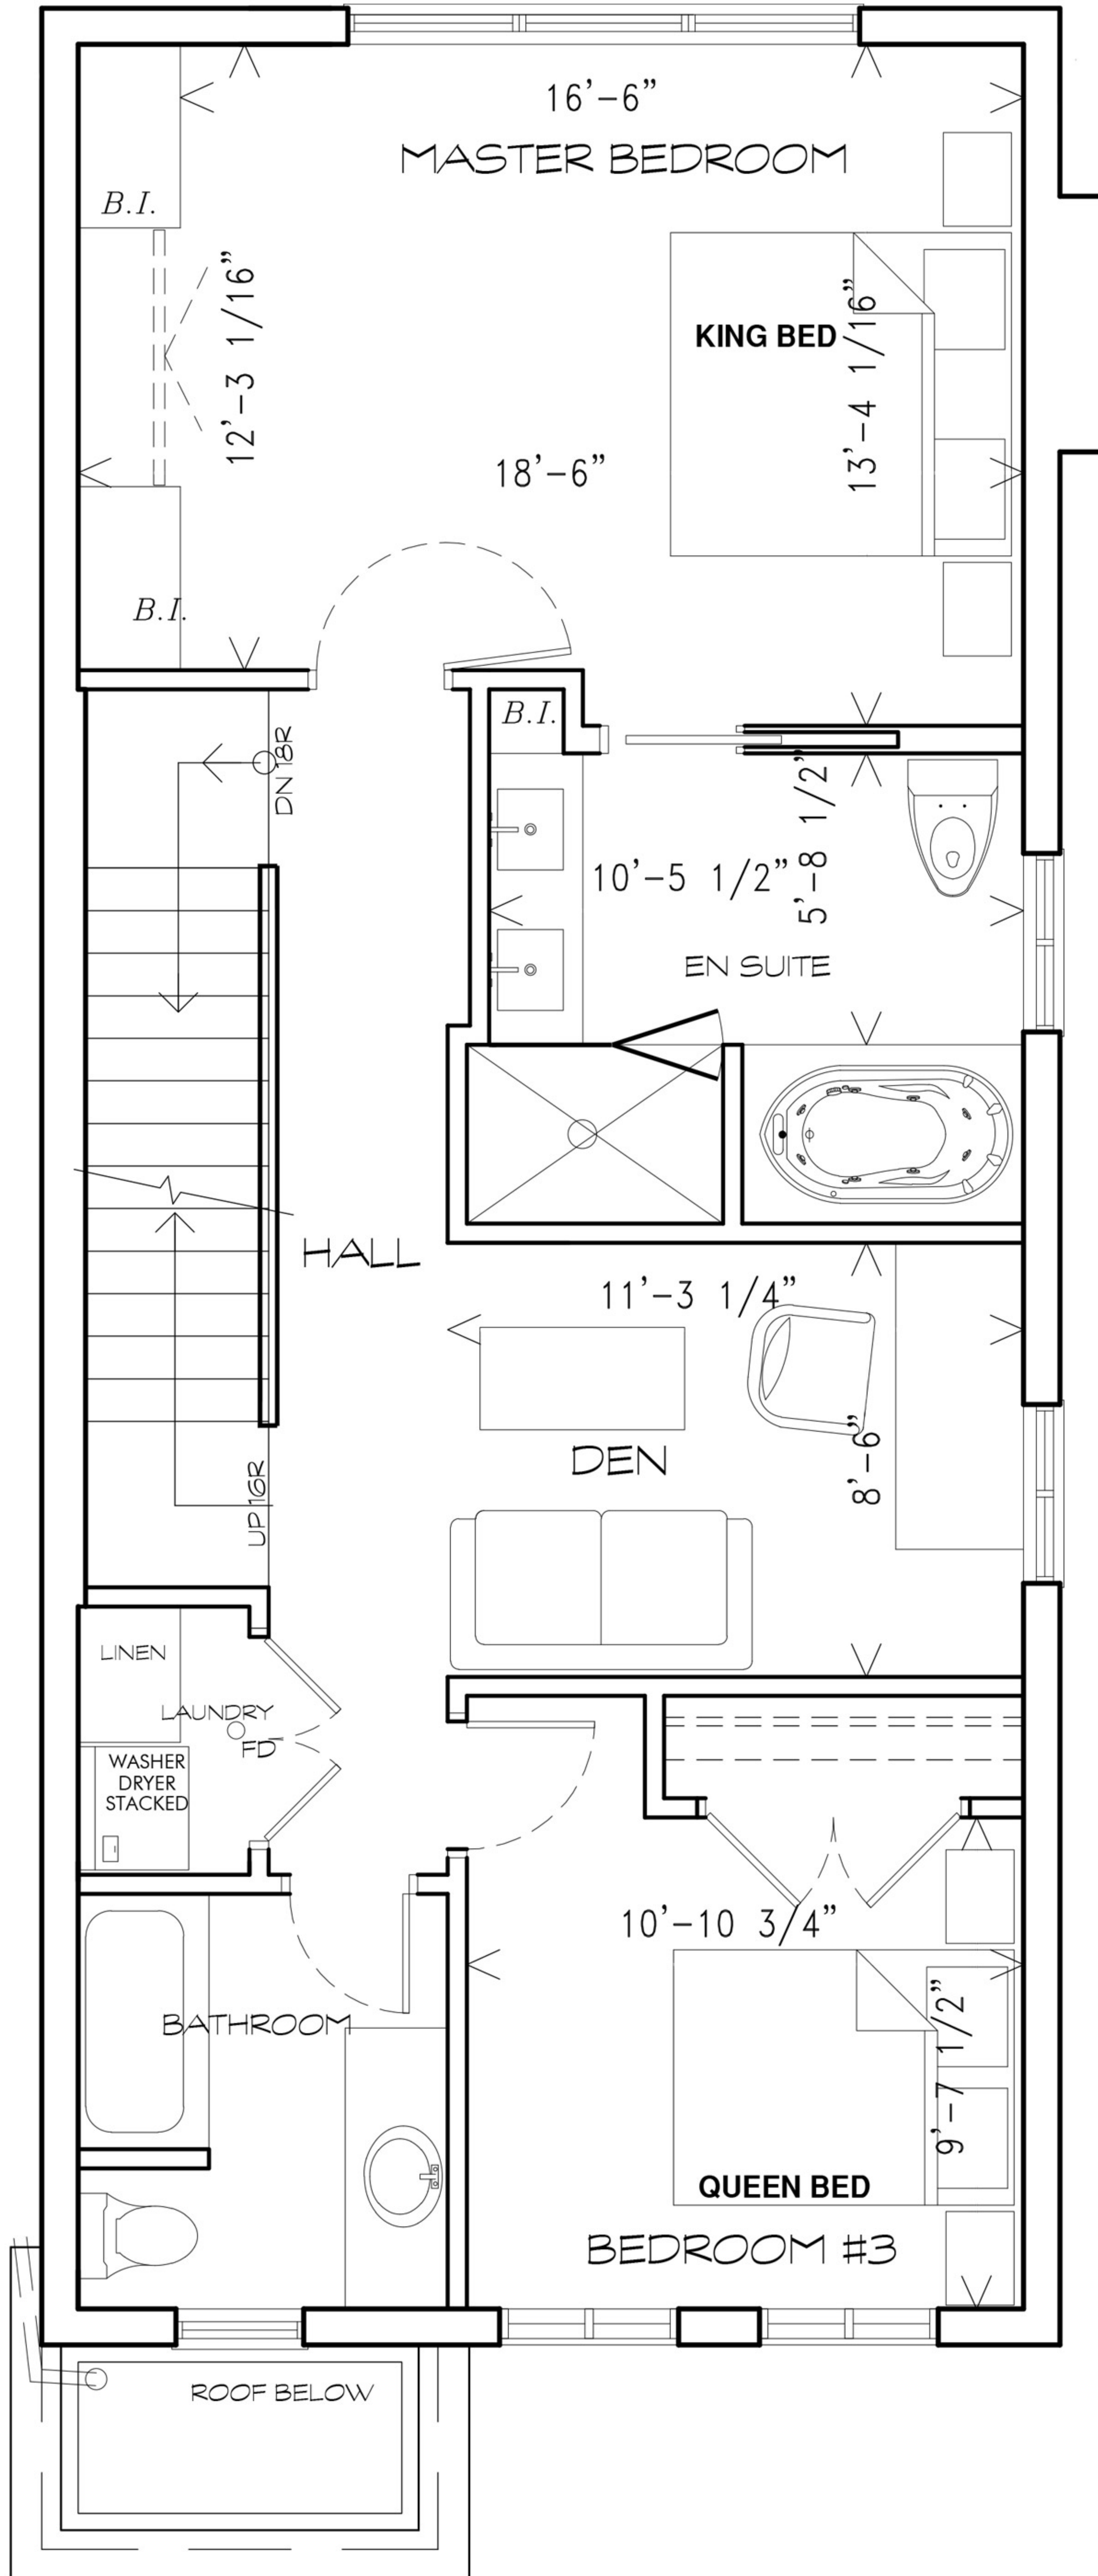 16'-6"
MASTER BEDROOM
B.I.
12'-3 1/16"
KING BED
13'-4 1/16"
18'-6"
B.I.
B.I.
DN 18R
5'-8 1/2"
10'-5 1/2"
EN SUITE
HALL
11'-3 1/4"
DEN
8'-6"
UP 16R
LINEN
LAUNDRY
FD
WASHER
DRYER
STACKED
10'-10 3/4"
BATHROOM
9'-7 1/2"
QUEEN BED
BEDROOM #3
ROOF BELOW